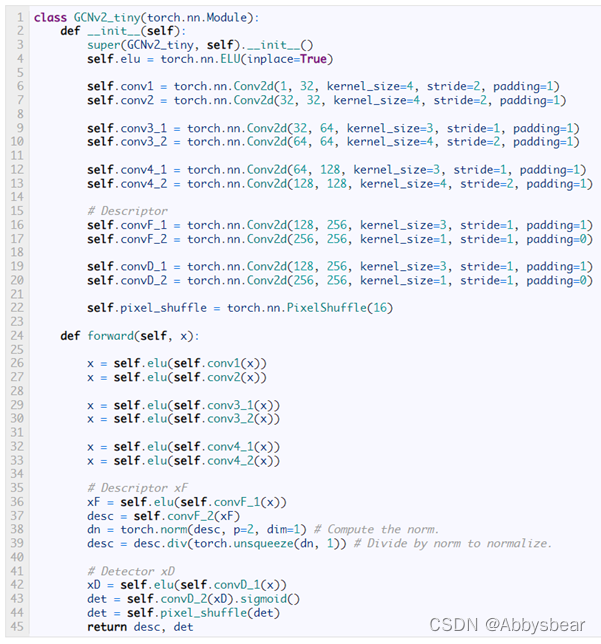 1 class GCNv2_tiny(torch.nn.Module):
2     def __init__(self):
3         super(GCNv2_tiny, self).__init__()
4         self.elu = torch.nn.ELU(inplace=True)
5
6         self.conv1 = torch.nn.Conv2d(1, 32, kernel_size=4, stride=2, padding=1)
7         self.conv2 = torch.nn.Conv2d(32, 32, kernel_size=4, stride=2, padding=1)
8
9         self.conv3_1 = torch.nn.Conv2d(32, 64, kernel_size=3, stride=1, padding=1)
10         self.conv3_2 = torch.nn.Conv2d(64, 64, kernel_size=4, stride=2, padding=1)
11
12         self.conv4_1 = torch.nn.Conv2d(64, 128, kernel_size=3, stride=1, padding=1)
13         self.conv4_2 = torch.nn.Conv2d(128, 128, kernel_size=4, stride=2, padding=1)
14
15         # Descriptor
16         self.convF_1 = torch.nn.Conv2d(128, 256, kernel_size=3, stride=1, padding=1)
17         self.convF_2 = torch.nn.Conv2d(256, 256, kernel_size=1, stride=1, padding=0)
18
19         self.convD_1 = torch.nn.Conv2d(128, 256, kernel_size=3, stride=1, padding=1)
20         self.convD_2 = torch.nn.Conv2d(256, 256, kernel_size=1, stride=1, padding=0)
21
22         self.pixel_shuffle = torch.nn.PixelShuffle(16)
23
24     def forward(self, x):
25
26         x = self.elu(self.conv1(x))
27         x = self.elu(self.conv2(x))
28
29         x = self.elu(self.conv3_1(x))
30         x = self.elu(self.conv3_2(x))
31
32         x = self.elu(self.conv4_1(x))
33         x = self.elu(self.conv4_2(x))
34
35         # Descriptor xF
36         xF = self.elu(self.convF_1(x))
37         desc = self.convF_2(xF)
38         dn = torch.norm(desc, p=2, dim=1) # Compute the norm.
39         desc = desc.div(torch.unsqueeze(dn, 1)) # Divide by norm to normalize.
40
41         # Detector xD
42         xD = self.elu(self.convD_1(x))
43         det = self.convD_2(xD).sigmoid()
44         det = self.pixel_shuffle(det)
45         return desc, det
CSDN @Abbysbear